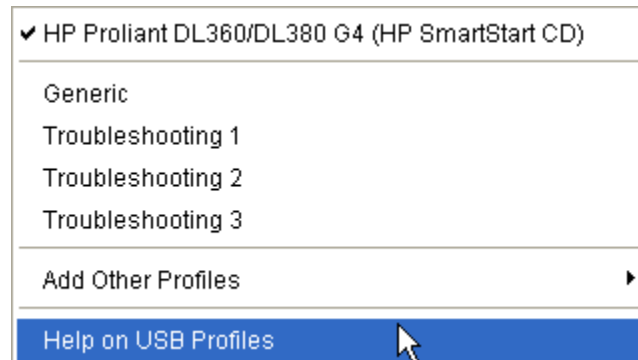 HP Proliant DL360/DL380 G4 (HP SmartStart CD)
Generic
Troubleshooting 1
Troubleshooting 2
Troubleshooting 3
Add Other Profiles
Help on USB Profiles